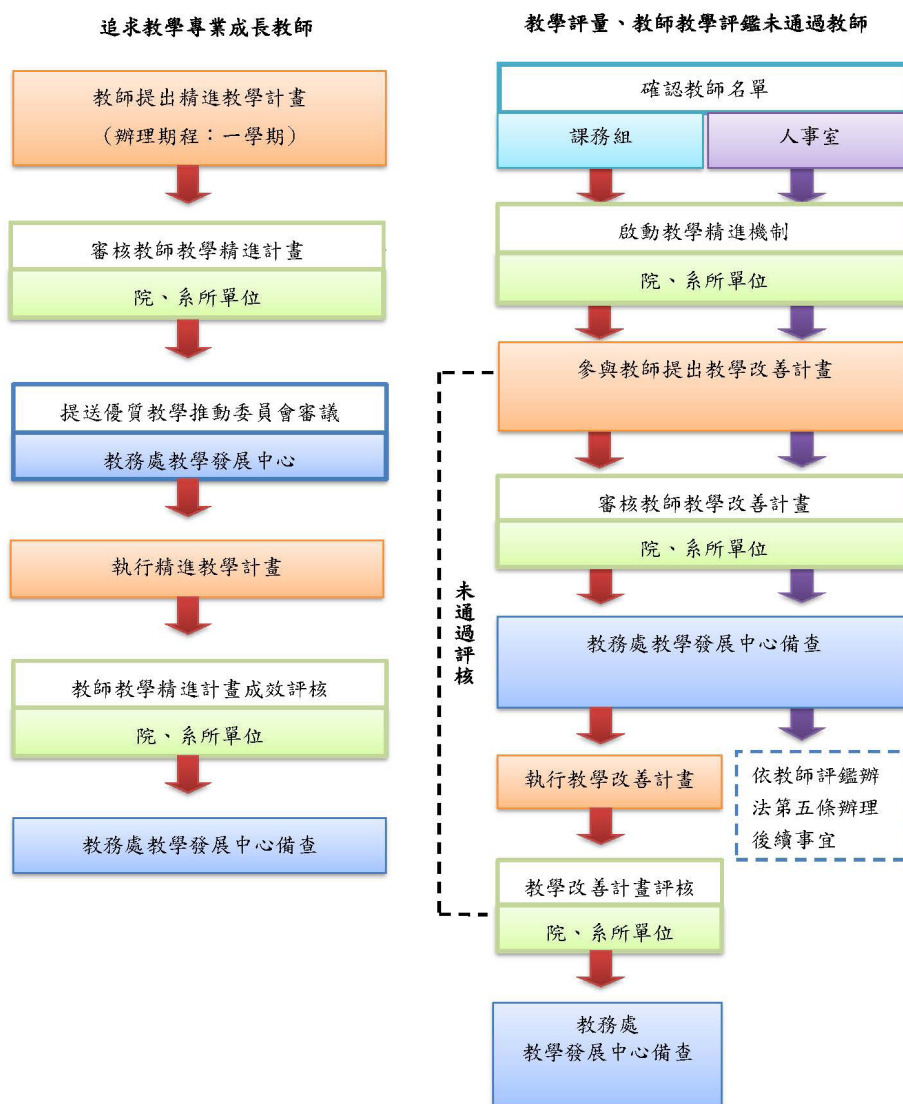 追求教學專業成長教師
教師提出精進教學計畫
（辦理期程：一學期）
審核教師教學精進計畫
院、系所單位
提送優質教學推動委員會審議
教務處教學發展中心
執行精進教學計畫
教師教學精進計畫成效評核
院、系所單位
教務處教學發展中心備查
教學評量、教師教學評鑑未通過教師
確認教師名單
課務組
人事室
啟動教學精進機制
院、系所單位
參與教師提出教學改善計畫
審核教師教學改善計畫
院、系所單位
未通過評核
教務處教學發展中心備查
執行教學改善計畫
依教師評鑑辦
法第五條辦理
後續事宜
教學改善計畫評核
院、系所單位
教務處
教學發展中心備查